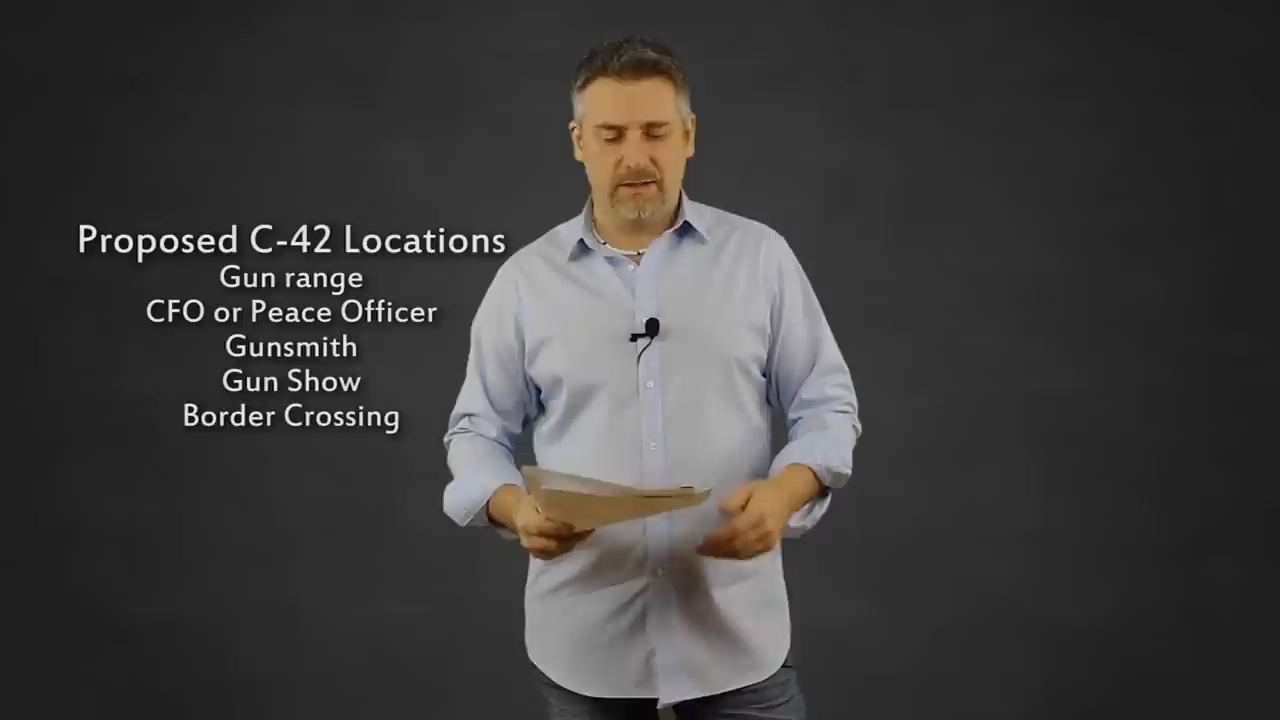 Proposed C-42 Locations
Gun range
CFO or Peace Officer
Gunsmith
Gun Show
Border Crossing